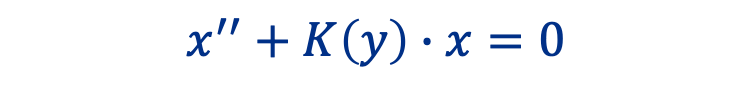 x′′ + K(y) · x = 0